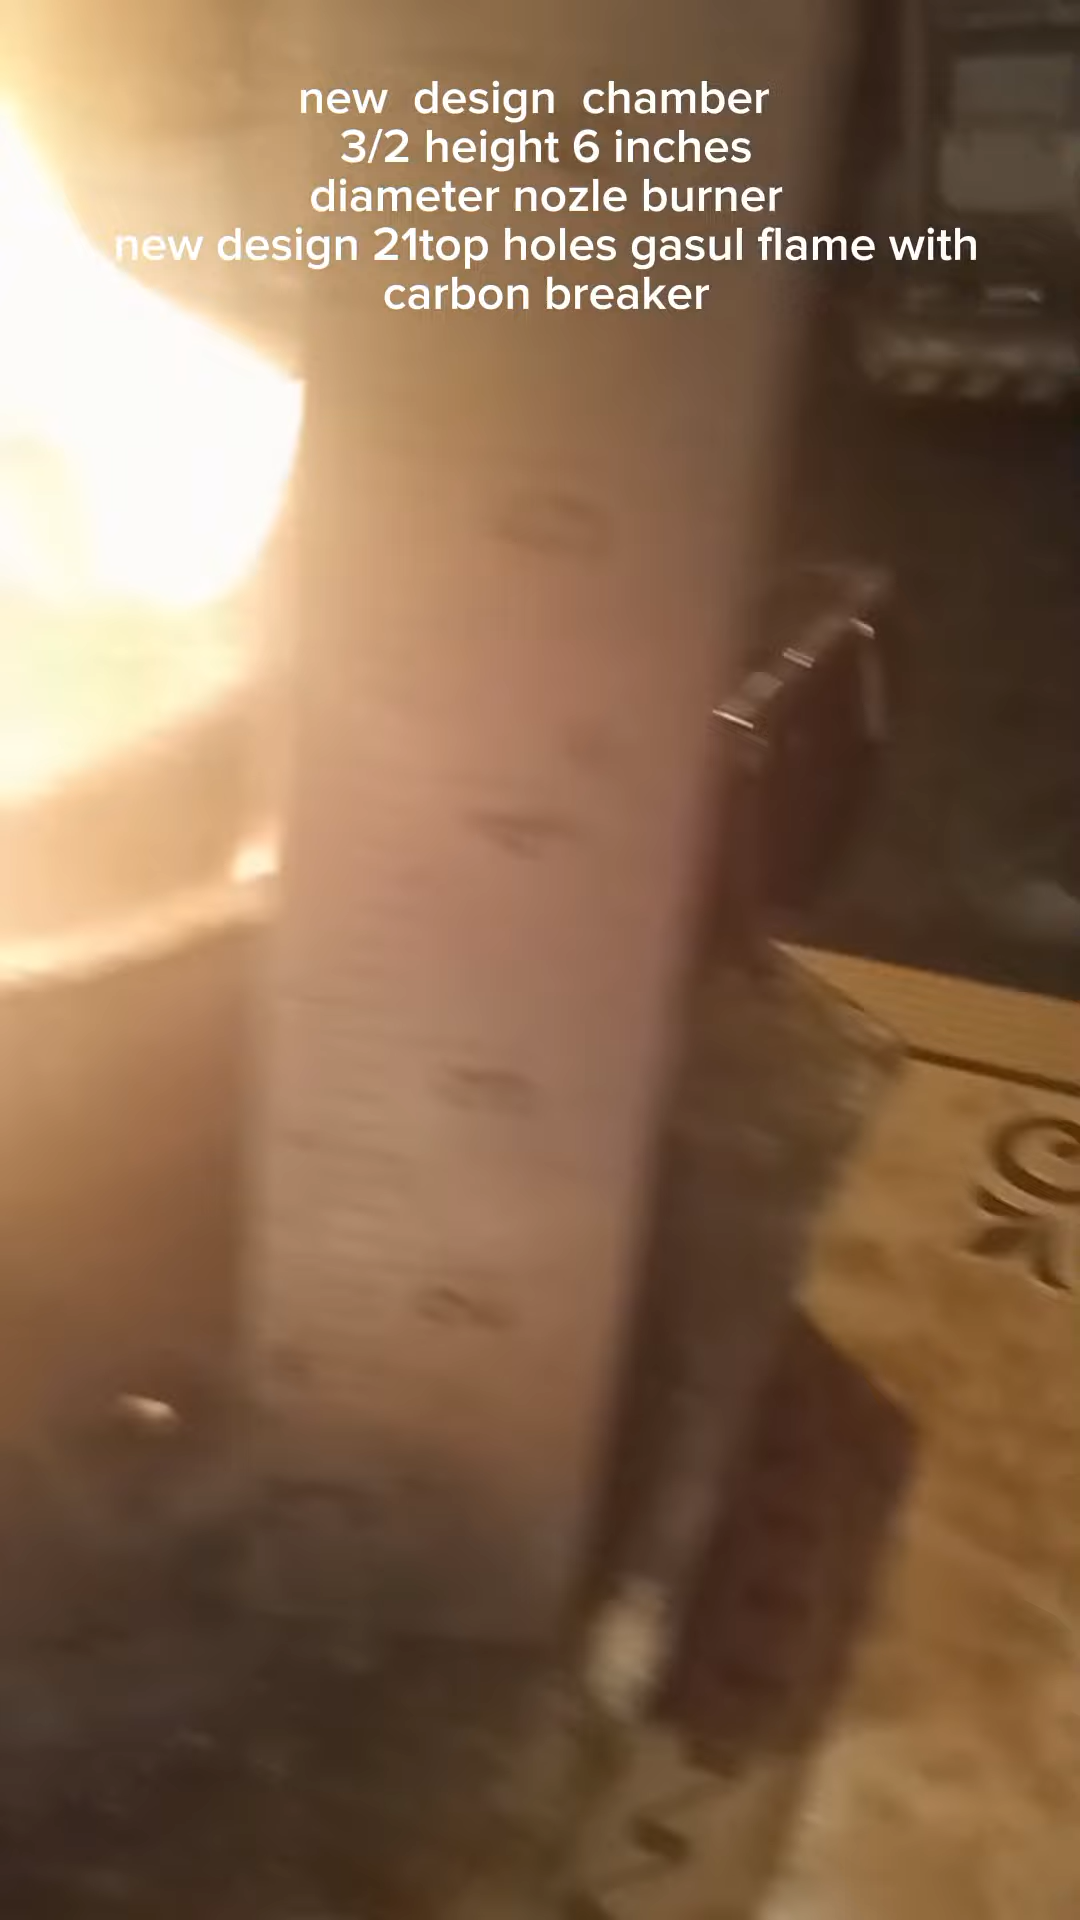 new design chamber
3/2 height 6 inches
diameter nozle burner
new design 21top holes gasul flame with
carbon breaker